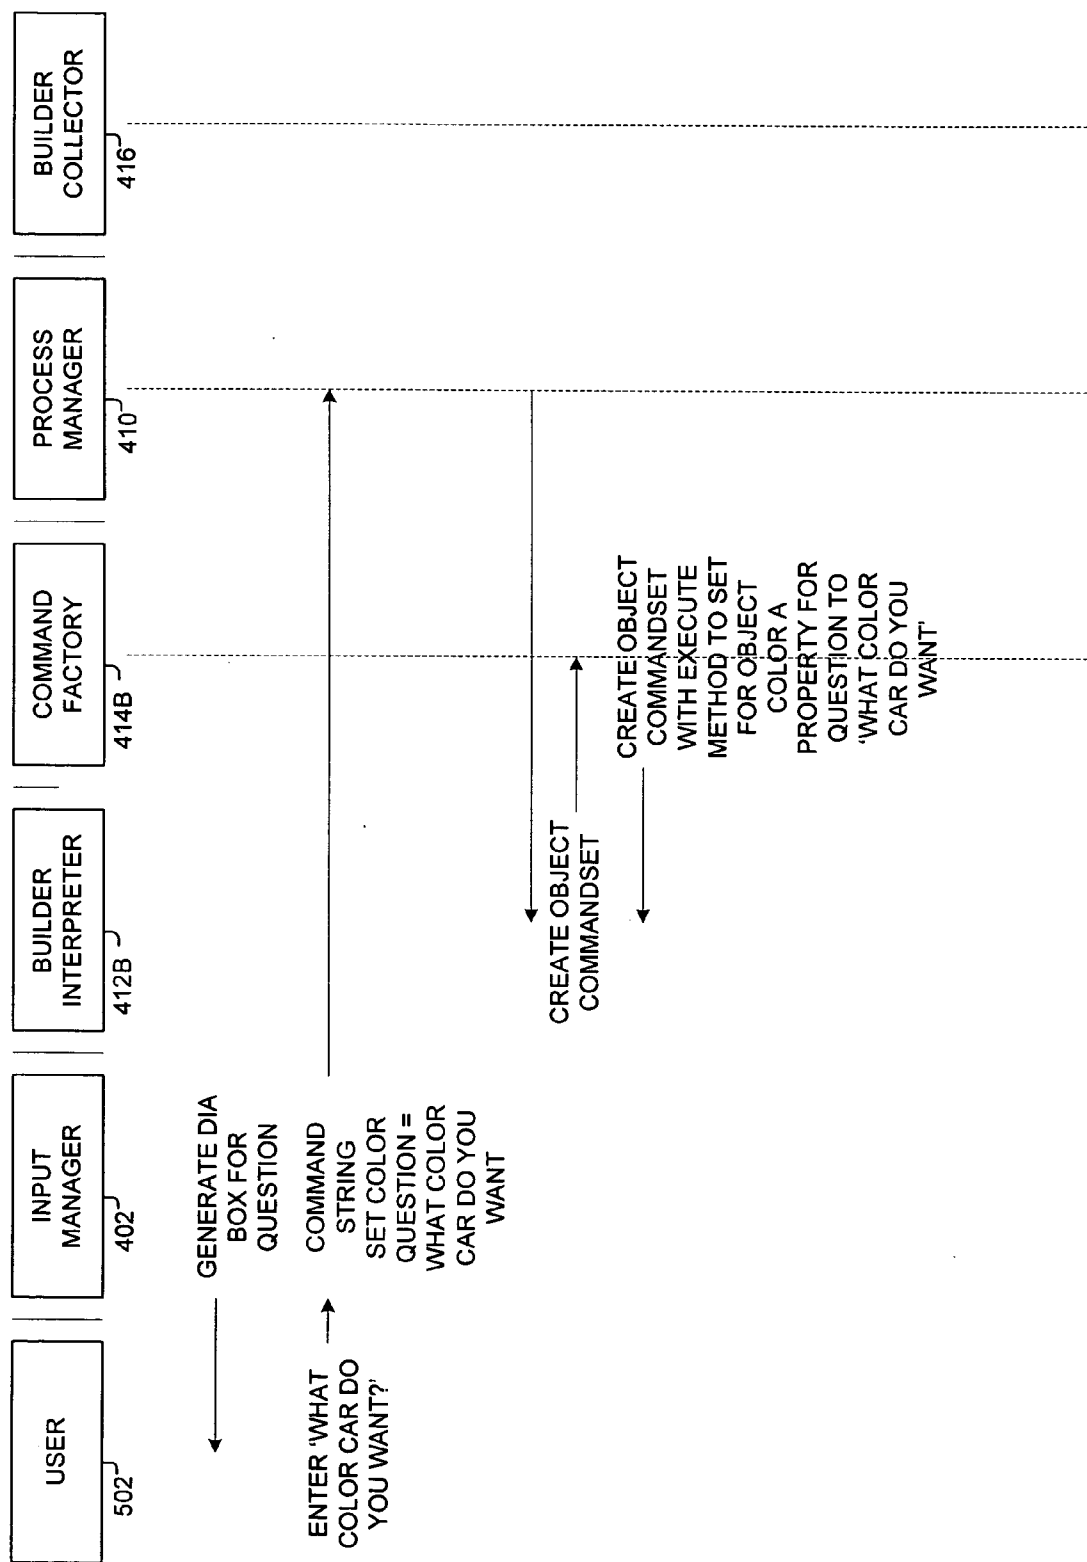 USER
502
INPUT
MANAGER
402
BUILDER
INTERPRETER
412B
COMMAND
FACTORY
414B
PROCESS
MANAGER
410
BUILDER
COLLECTOR
416
GENERATE DIA
BOX FOR
QUESTION
ENTER 'WHAT
COLOR CAR DO
YOU WANT?'
COMMAND
STRING
SET COLOR
QUESTION =
WHAT COLOR
CAR DO YOU
WANT
CREATE OBJECT
COMMANDSET
CREATE OBJECT
COMMANDSET
WITH EXECUTE
METHOD TO SET
FOR OBJECT
COLOR A
PROPERTY FOR
QUESTION TO
'WHAT COLOR
CAR DO YOU
WANT'